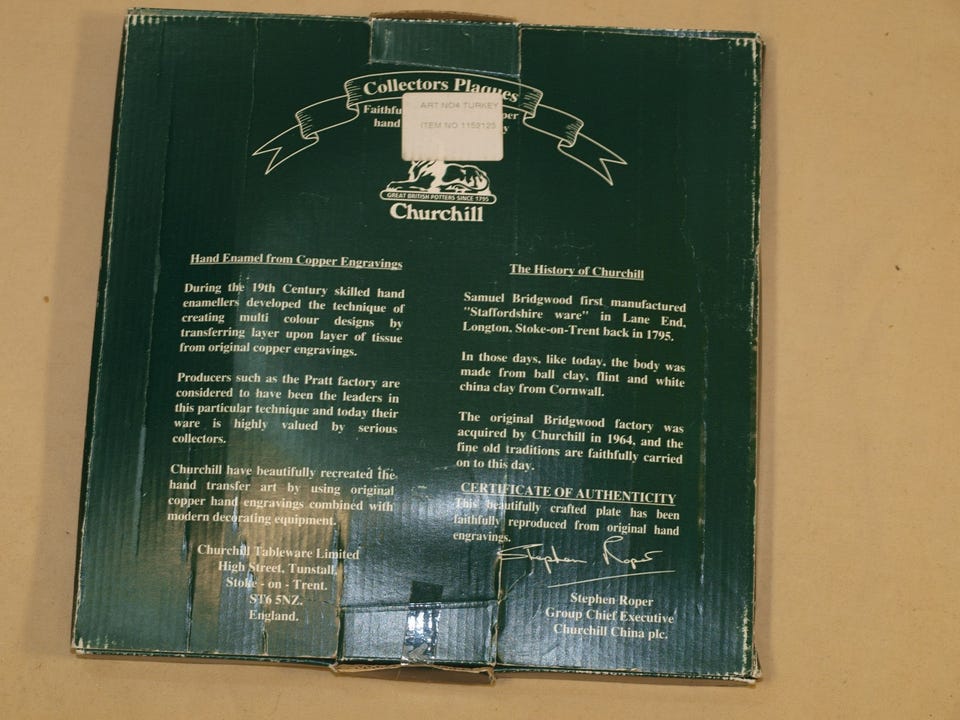 Collectors Plaques
Faithfu
hand
ART NO4 TURKEY
ITEM NO 1159123
per
y
GREAT BRITISH POTTERS SINCE 1795
Churchill
Hand Enamel from Copper Engravings
During the 19th Century skilled hand
enamellers developed the technique of
creating multi colour designs by
transferring layer upon layer of tissue
from original copper engravings.
Producers such as the Pratt factory are
considered to have been the leaders in
this particular technique and today their
ware is highly valued by serious
collectors.
Churchill have beautifully recreated the
hand transfer art by using original
copper hand engravings combined with
modern decorating equipment.
Churchill Tableware Limited
High Street, Tunstall,
Stoke - on - Trent.
ST6 5NZ.
England.
The History of Churchill
Samuel Bridgwood first manufactured
"Staffordshire ware" in Lane End,
Longton, Stoke-on-Trent back in 1795.
In those days, like today, the body was
made from ball clay, flint and white
china clay from Cornwall.
The original Bridgwood factory was
acquired by Churchill in 1964, and the
fine old traditions are faithfully carried
on to this day.
CERTIFICATE OF AUTHENTICITY
This beautifully crafted plate has been
faithfully reproduced from original hand
engravings.
Stephen Roper
Stephen Roper
Group Chief Executive
Churchill China plc.